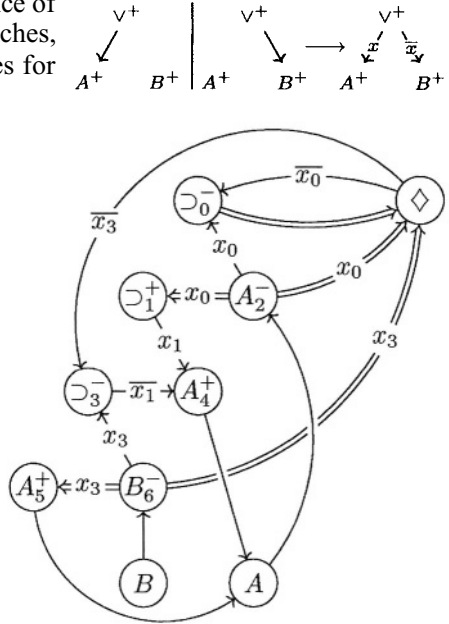 ce of
ches,
es for
∨⁺ ∨⁺ ∨⁺
x x̅
A⁺ B⁺ A⁺ B⁺ A⁺ B⁺
x̅₀
⊃₀⁻ ◇
x̅₃
x₀ x₀
⊃₁⁺ x₀ A₂⁻
x₁ x₃
⊃₃⁻ x̅₁ A₄⁺
x₃
A₅⁺ x₃ B₆⁻
B A